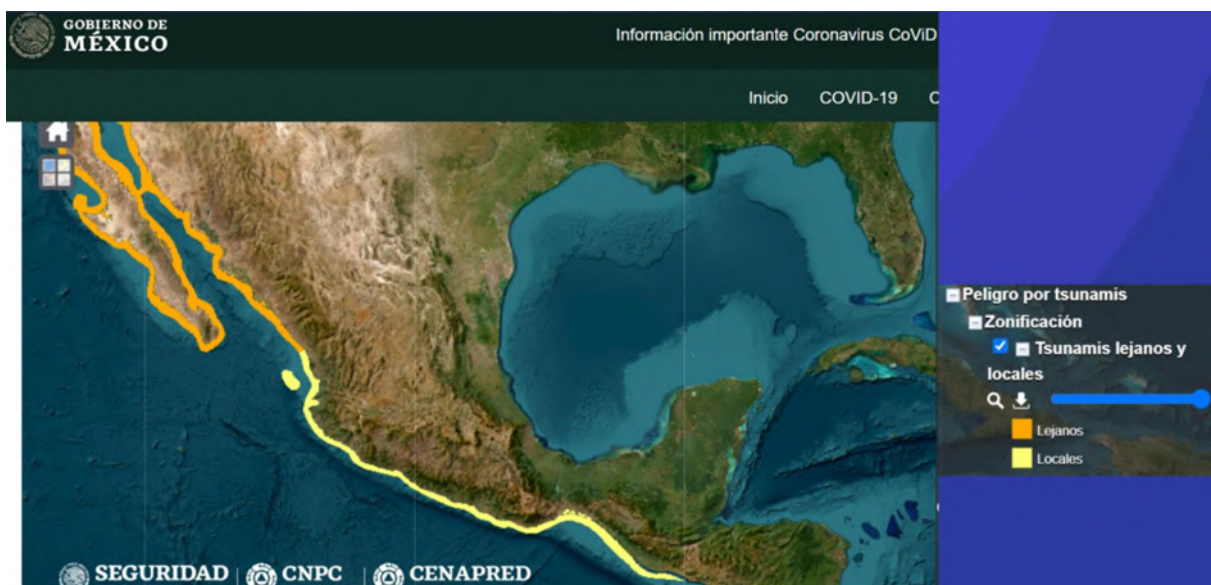 GOBIERNO DE
MÉXICO
Información importante Coronavirus CoViD
Inicio COVID-19 C
Peligro por tsunamis
Zonificación
Tsunamis lejanos y
locales
Lejanos
Locales
SEGURIDAD CNPC CENAPRED